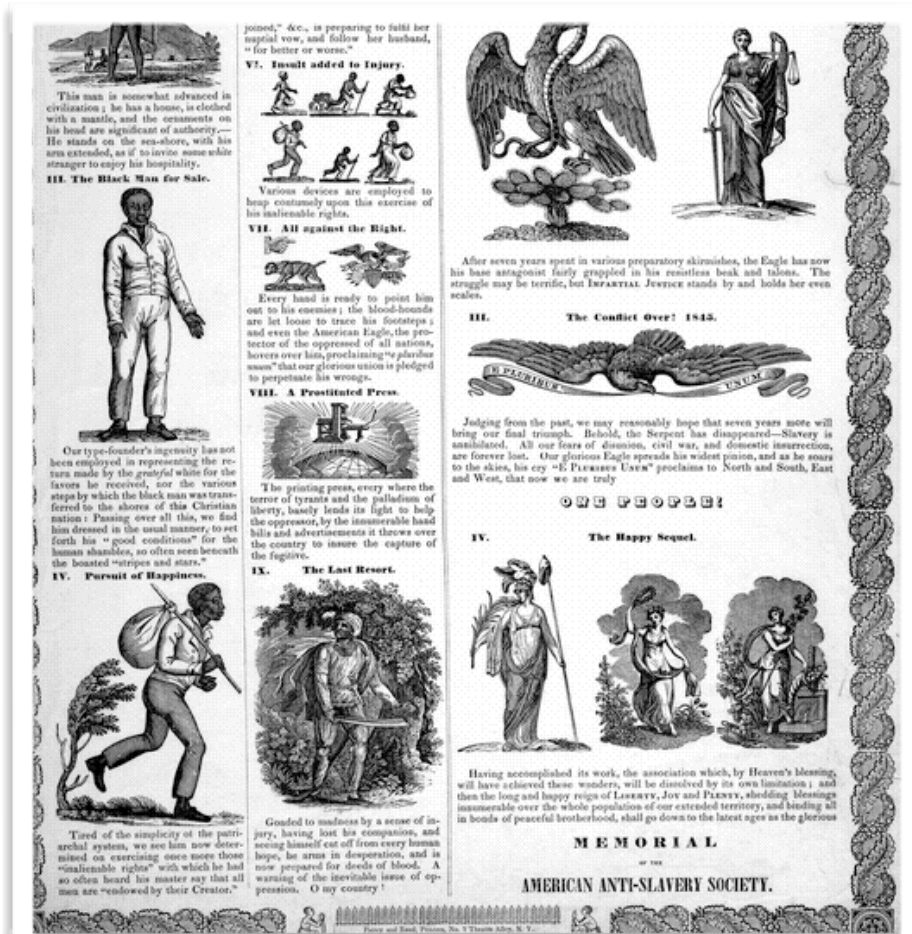 This man is somewhat advanced in
civilization; he has a house, is clothed
with a mantle, and the ornaments on
his head are significant of authority.—
He stands on the sea-shore, with his
arm extended, as if to invite some white
stranger to enjoy his hospitality.
III. The Black Man for Sale.
Our type-founder's ingenuity has not
been employed in representing the re-
turn made by the grateful white for the
favors he received, nor the various
steps by which the black man was trans-
ferred to the shores of this Christian
nation: Passing over all this, we find
him dressed in the usual manner, to set
forth his "good conditions" for the
human shambles, so often seen beneath
the boasted "stripes and stars."
IV. Pursuit of Happiness.
Tired of the simplicity of the patri-
archal system, we see him now deter-
mined on exercising once more those
"inalienable rights" with which he had
so often heard his master say that all
men are "endowed by their Creator."
joined," &c., is preparing to fulfil her
nuptial vow, and follow her husband,
"for better or worse."
VI. Insult added to Injury.
Various devices are employed to
heap contumely upon this exercise of
his inalienable rights.
VII. All against the Right.
Every hand is ready to point him
out to his enemies; the blood-hounds
are let loose to trace his footsteps;
and even the American Eagle, the pro-
tector of the oppressed of all nations,
hovers over him, proclaiming "e pluribus
unum" that our glorious union is pledged
to perpetuate his wrongs.
VIII. A Prostituted Press.
The printing press, every where the
terror of tyrants and the palladium of
liberty, basely lends its light to help
the oppressor, by the innumerable hand
bills and advertisements it throws over
the country to insure the capture of
the fugitive.
IX. The Last Resort.
Goaded to madness by a sense of in-
jury, having lost his companion, and
seeing himself cut off from every human
hope, he arms in desperation, and is
now prepared for deeds of blood. A
warning of the inevitable issue of op-
pression. O my country!
After seven years spent in various preparatory skirmishes, the Eagle has now
his base antagonist fairly grappled in his resistless beak and talons. The
struggle may be terrific, but IMPARTIAL JUSTICE stands by and holds her even
scales.
III. The Conflict Over! 1845.
E PLURIBUS UNUM
Judging from the past, we may reasonably hope that seven years more will
bring our final triumph. Behold, the Serpent has disappeared—Slavery is
annihilated. All our fears of disunion, civil war, and domestic insurrection,
are forever lost. Our glorious Eagle spreads his widest pinion, and as he soars
to the skies, his cry "E PLURIBUS UNUM" proclaims to North and South, East
and West, that now we are truly
ONE PEOPLE!
IV. The Happy Sequel.
Having accomplished its work, the association which, by Heaven's blessing,
will have achieved these wonders, will be dissolved by its own limitation; and
then the long and happy reign of LIBERTY, JOY and PLENTY, shedding blessings
innumerable over the whole population of our extended territory, and binding all
in bonds of peaceful brotherhood, shall go down to the latest ages as the glorious
MEMORIAL
OF THE
AMERICAN ANTI-SLAVERY SOCIETY.
Piercy and Reed, Printers, No. 9 Theatre Alley, N. Y.